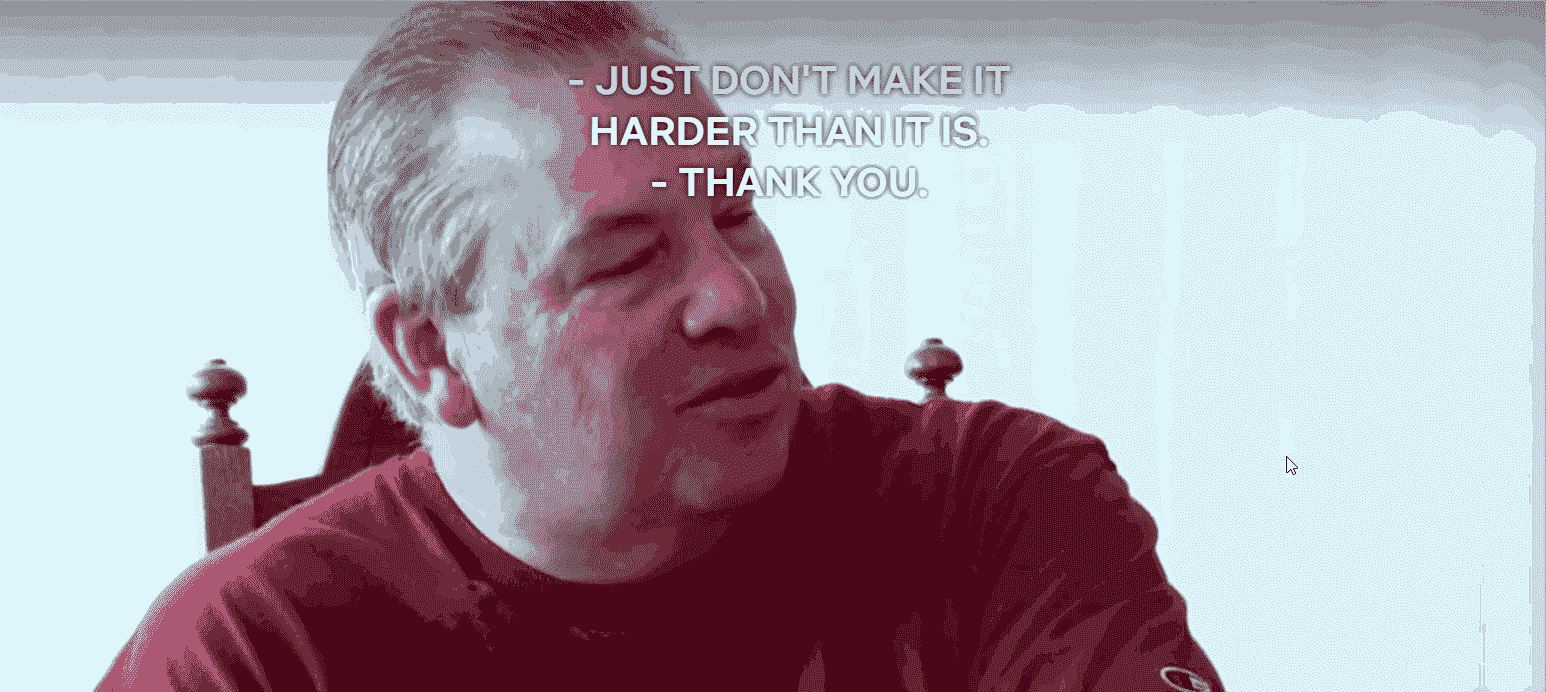 - JUST DON'T MAKE IT
HARDER THAN IT IS.
- THANK YOU.